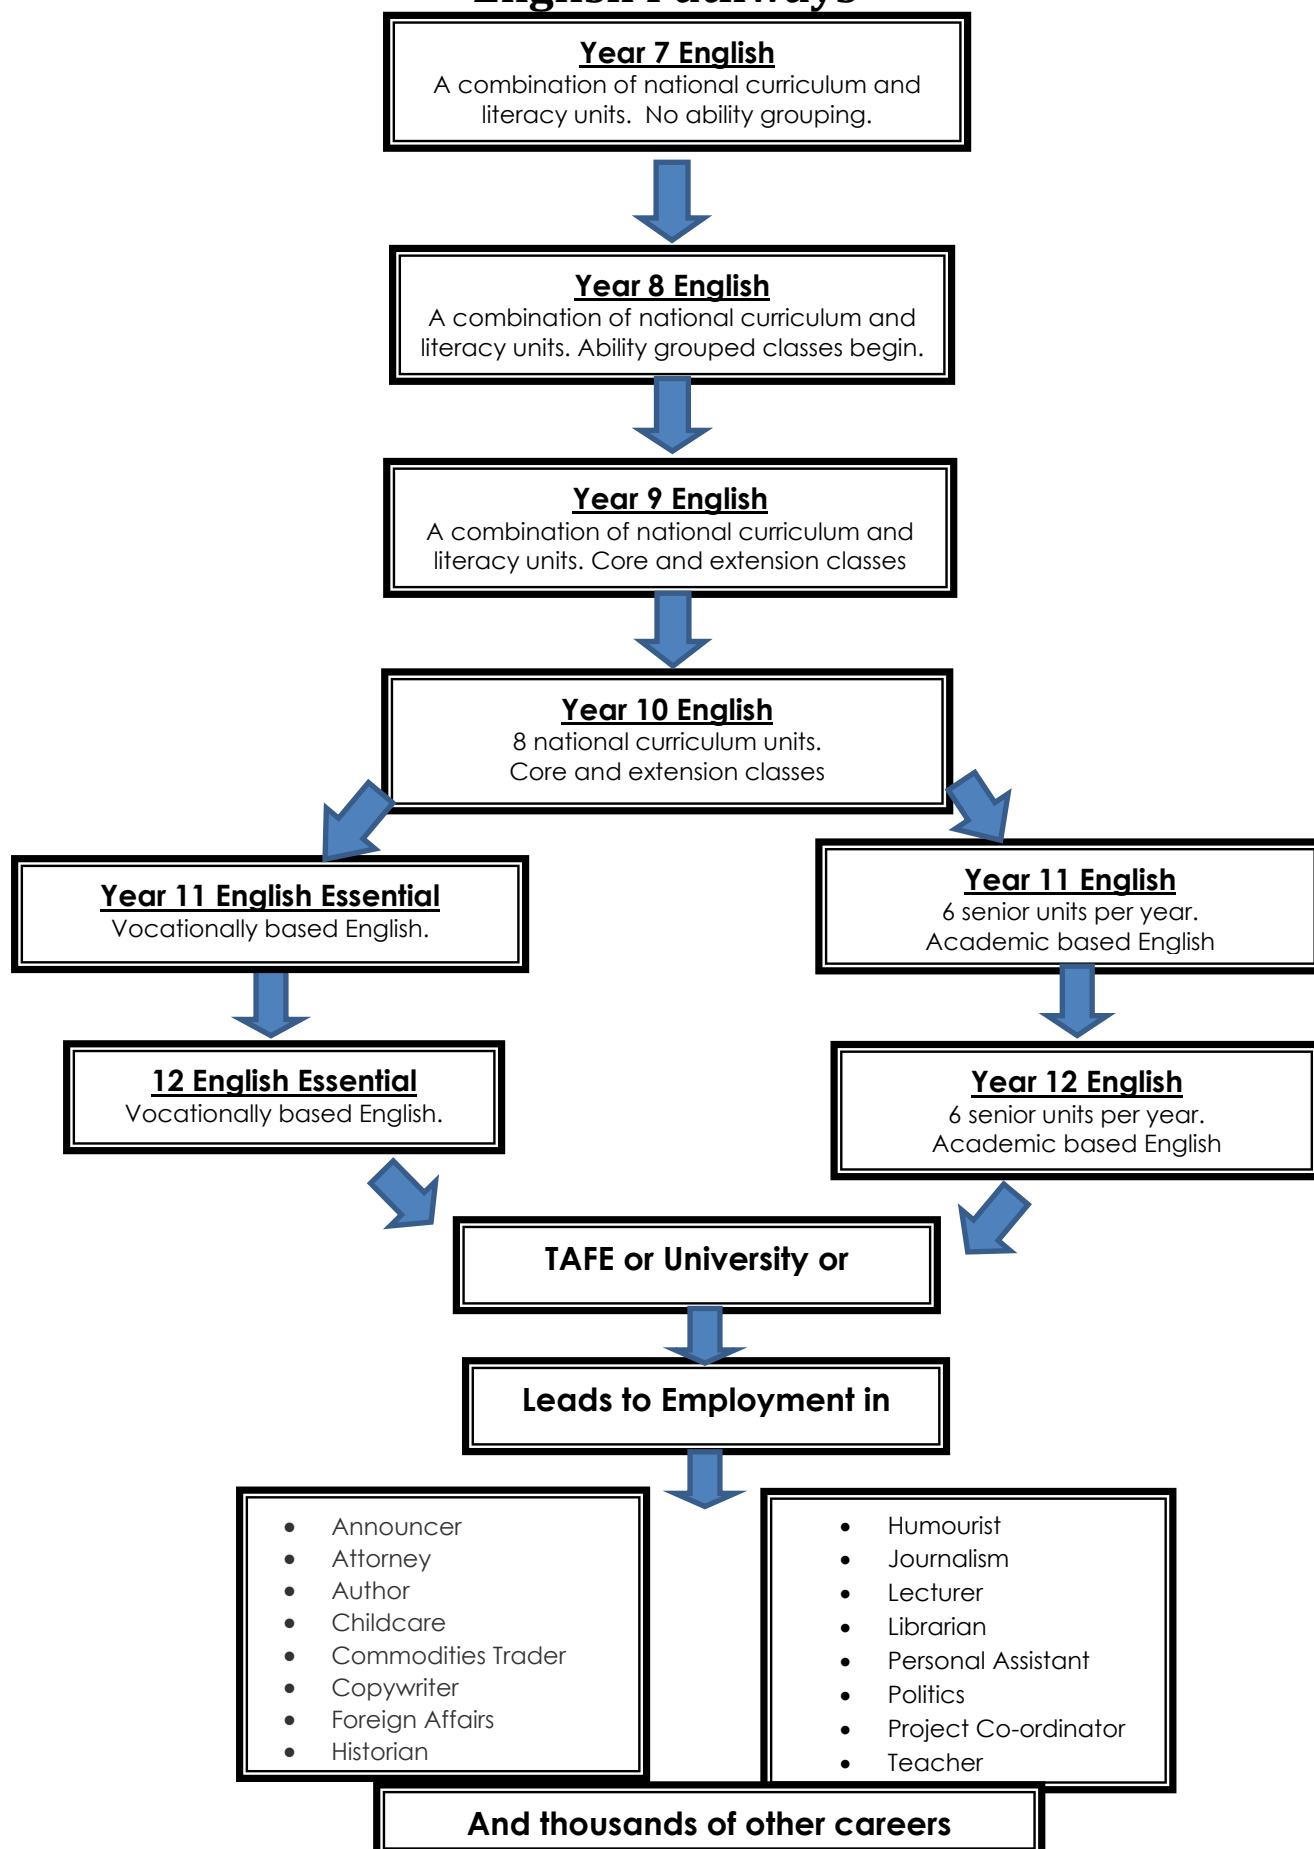 English Pathways
Year 7 English
A combination of national curriculum and
literacy units.  No ability grouping.
Year 8 English
A combination of national curriculum and
literacy units. Ability grouped classes begin.
Year 9 English
A combination of national curriculum and
literacy units. Core and extension classes
Year 10 English
8 national curriculum units.
Core and extension classes
Year 11 English Essential
Vocationally based English.
Year 11 English
6 senior units per year.
Academic based English
12 English Essential
Vocationally based English.
Year 12 English
6 senior units per year.
Academic based English
TAFE or University or
Leads to Employment in
• Announcer
• Attorney
• Author
• Childcare
• Commodities Trader
• Copywriter
• Foreign Affairs
• Historian
• Humourist
• Journalism
• Lecturer
• Librarian
• Personal Assistant
• Politics
• Project Co-ordinator
• Teacher
And thousands of other careers